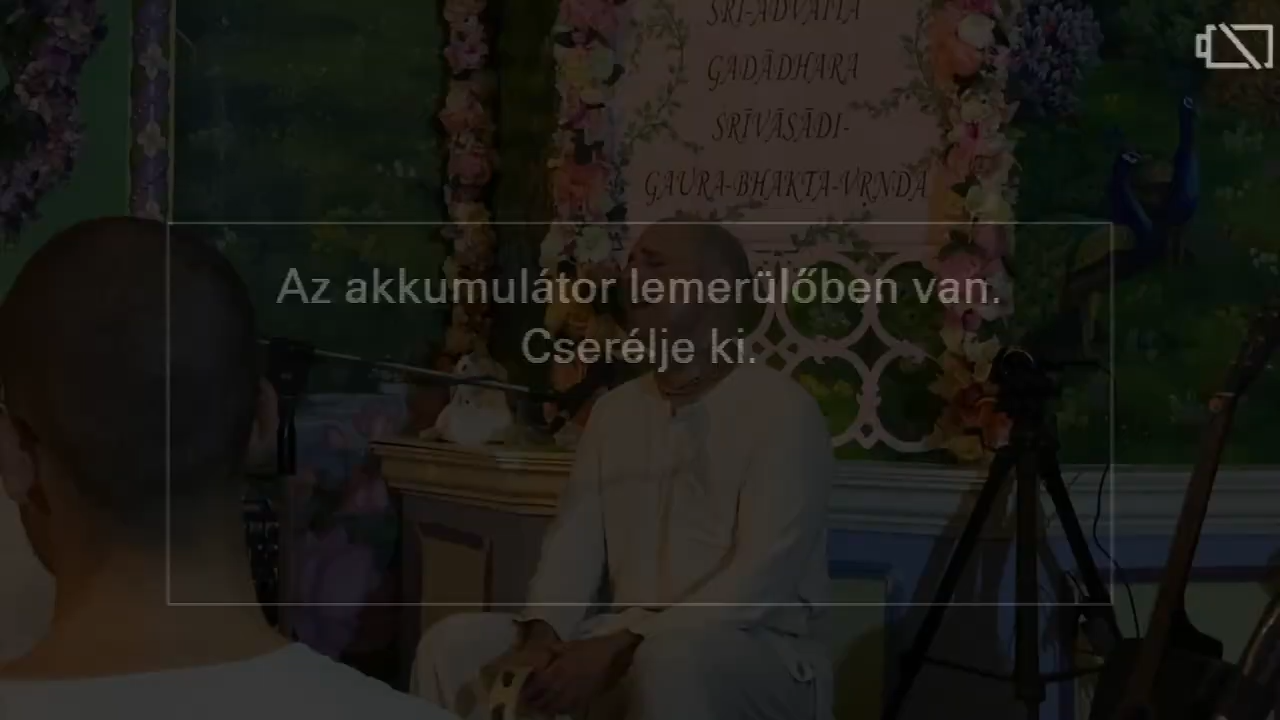 ŚRĪ-ADVAITA
GADĀDHARA
ŚRĪVĀSĀDI-
GAURA-BHAKTA-VṚNDA
Az akkumulátor lemerülőben van.
Cserélje ki.